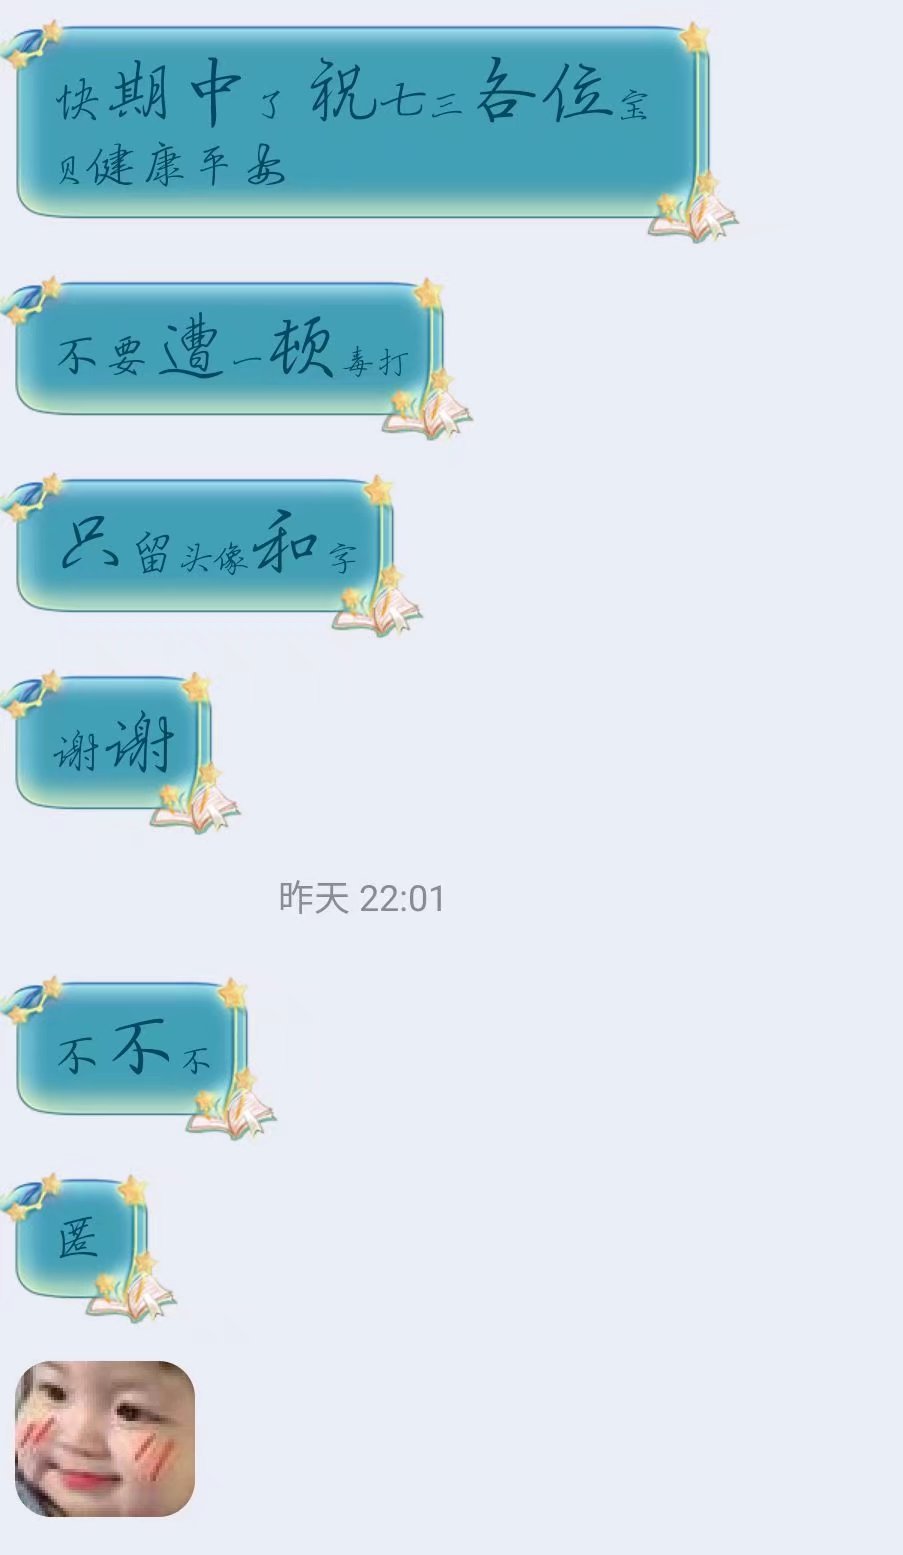 快期中了祝七三各位宝
贝健康平安
不要遭一顿毒打
只留头像和字
谢谢
昨天 22:01
不不不
匿